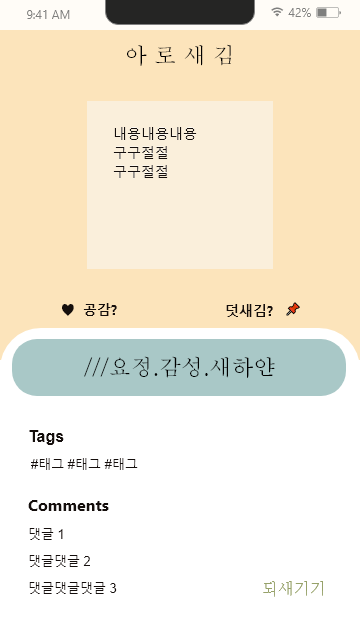 9:41 AM 42%
아로새김
내용내용내용
구구절절
구구절절
공감? 덧새김?
///요정.감성.새하얀
Tags
#태그 #태그 #태그
Comments
댓글 1
댓글댓글 2
댓글댓글댓글 3
되새기기